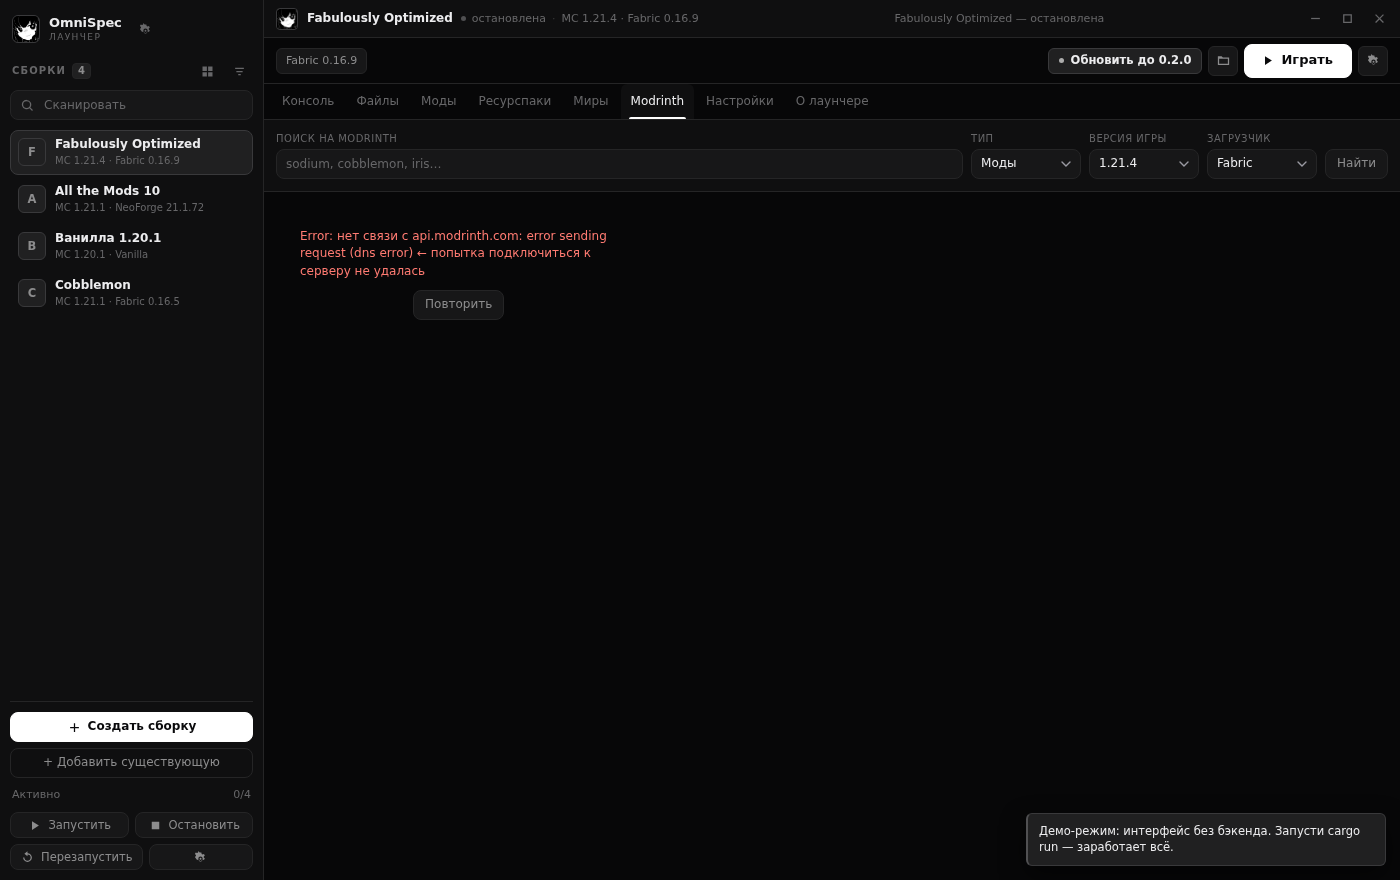 OmniSpec
ЛАУНЧЕР
СБОРКИ 4
Сканировать
F
Fabulously Optimized
MC 1.21.4 · Fabric 0.16.9
A
All the Mods 10
MC 1.21.1 · NeoForge 21.1.72
В
Ванилла 1.20.1
MC 1.20.1 · Vanilla
C
Cobblemon
MC 1.21.1 · Fabric 0.16.5
+ Создать сборку
+ Добавить существующую
Активно 0/4
Запустить
Остановить
Перезапустить
Fabulously Optimized остановлена · MC 1.21.4 · Fabric 0.16.9
Fabulously Optimized — остановлена
Fabric 0.16.9
Обновить до 0.2.0
Играть
Консоль Файлы Моды Ресурспаки Миры Modrinth Настройки О лаунчере
ПОИСК НА MODRINTH
sodium, cobblemon, iris...
ТИП
Моды
ВЕРСИЯ ИГРЫ
1.21.4
ЗАГРУЗЧИК
Fabric
Найти
Error: нет связи с api.modrinth.com: error sending
request (dns error) ← попытка подключиться к
серверу не удалась
Повторить
Демо-режим: интерфейс без бэкенда. Запусти cargo
run — заработает всё.